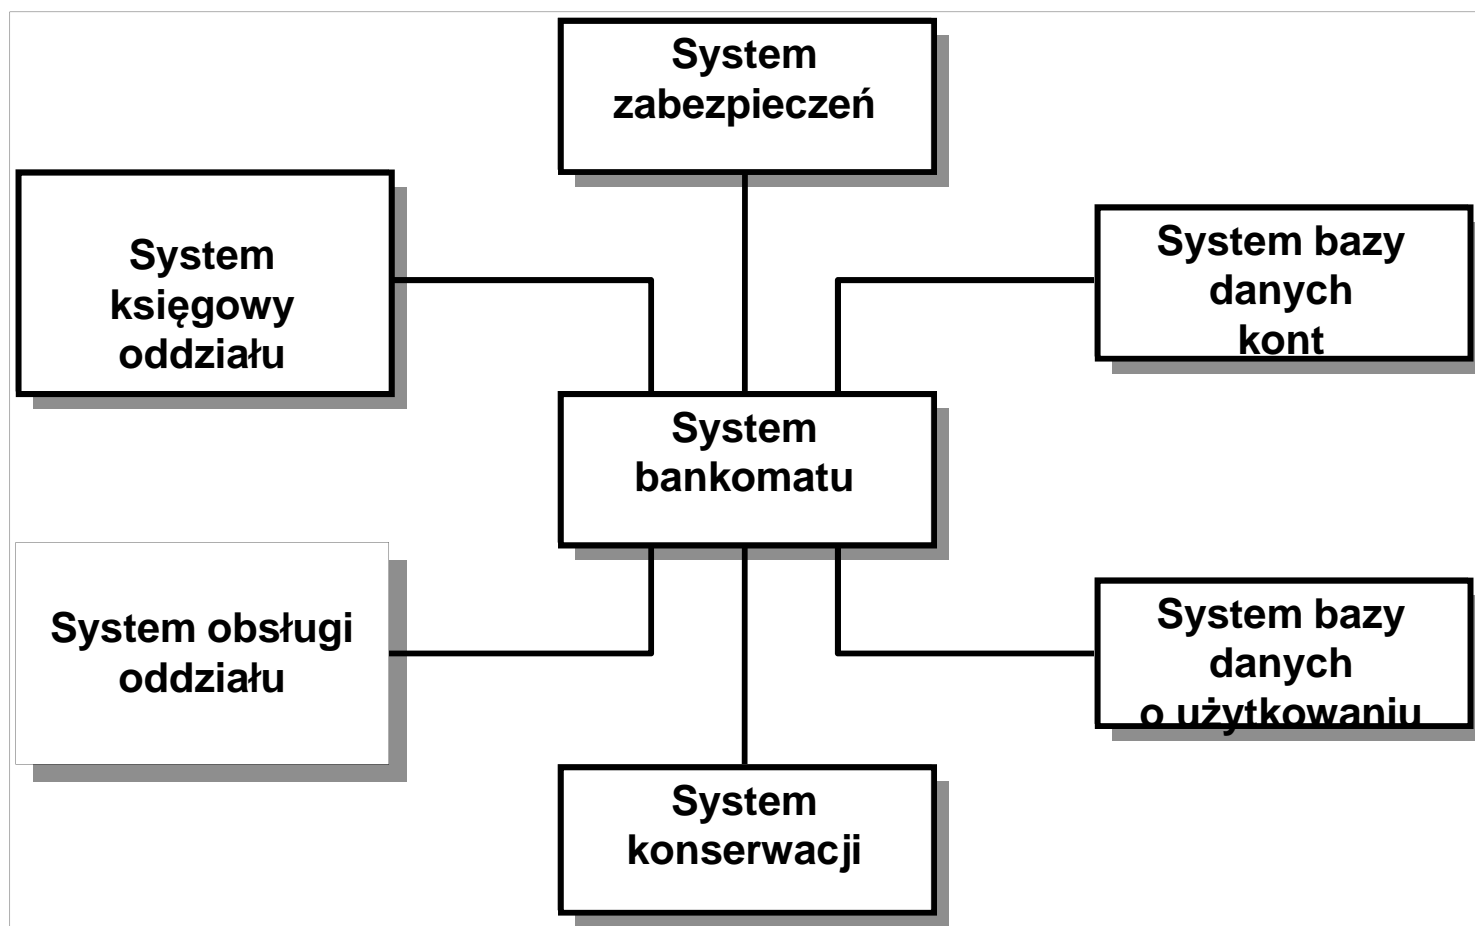 System
zabezpieczeń
System
księgowy
oddziału
System bazy
danych
kont
System
bankomatu
System obsługi
oddziału
System bazy
danych
o użytkowaniu
System
konserwacji